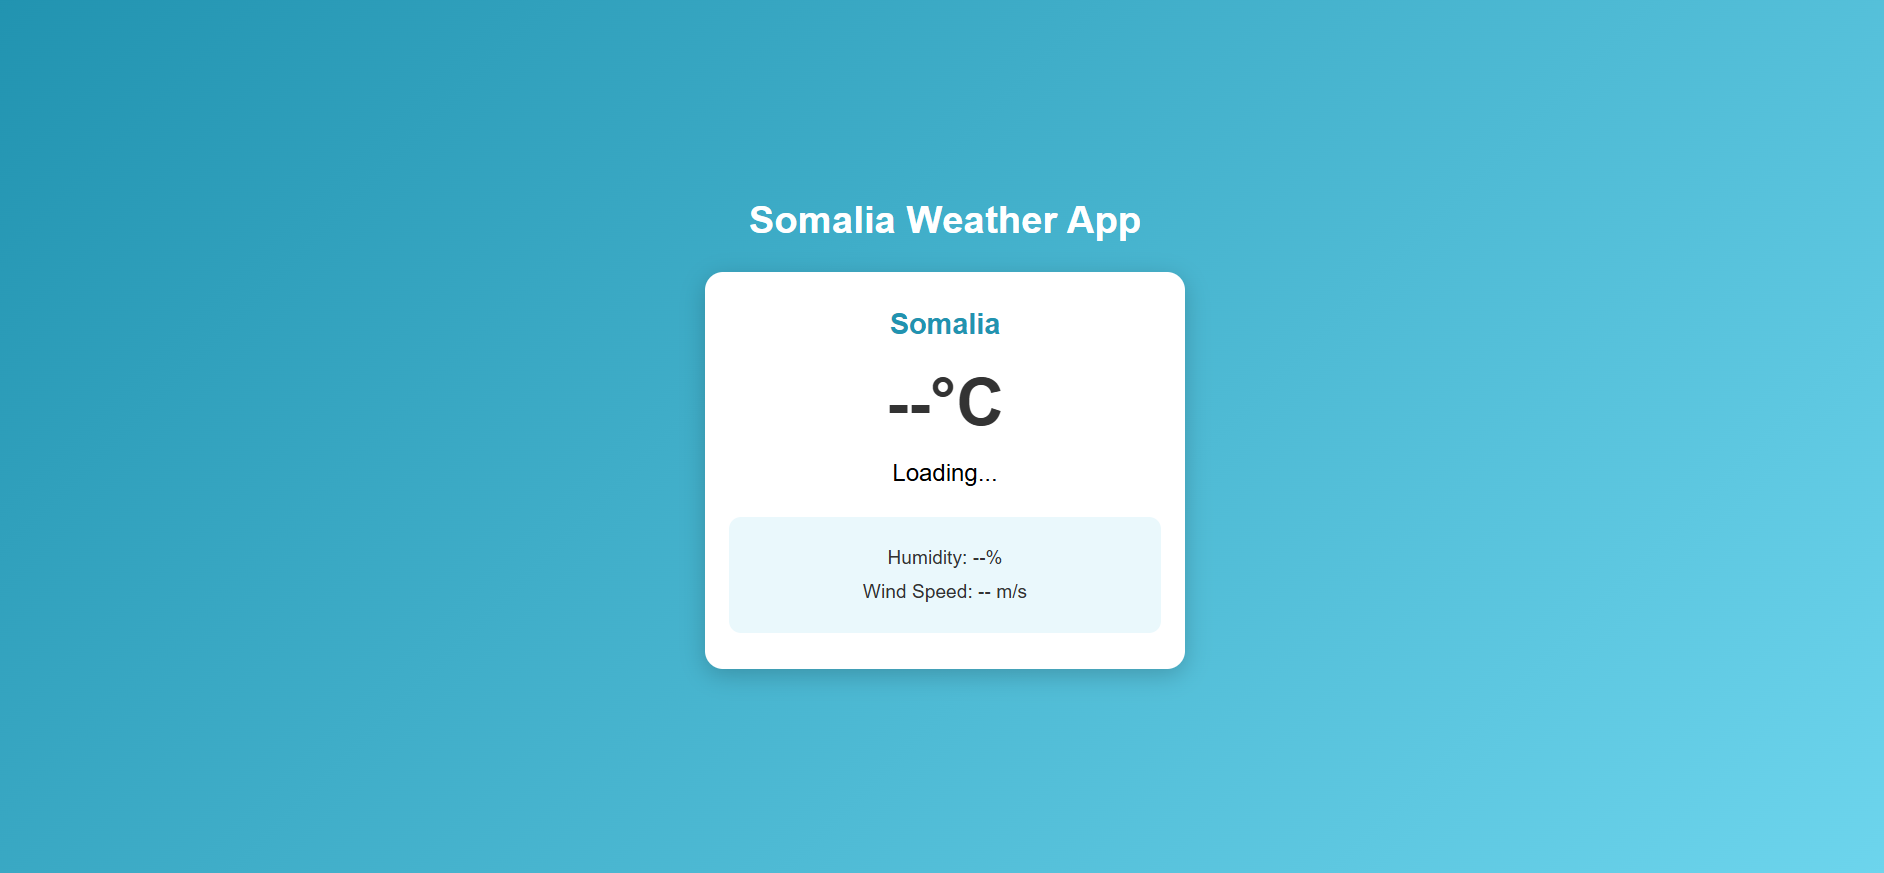 Somalia Weather App
Somalia
--°C
Loading...
Humidity: --%
Wind Speed: -- m/s